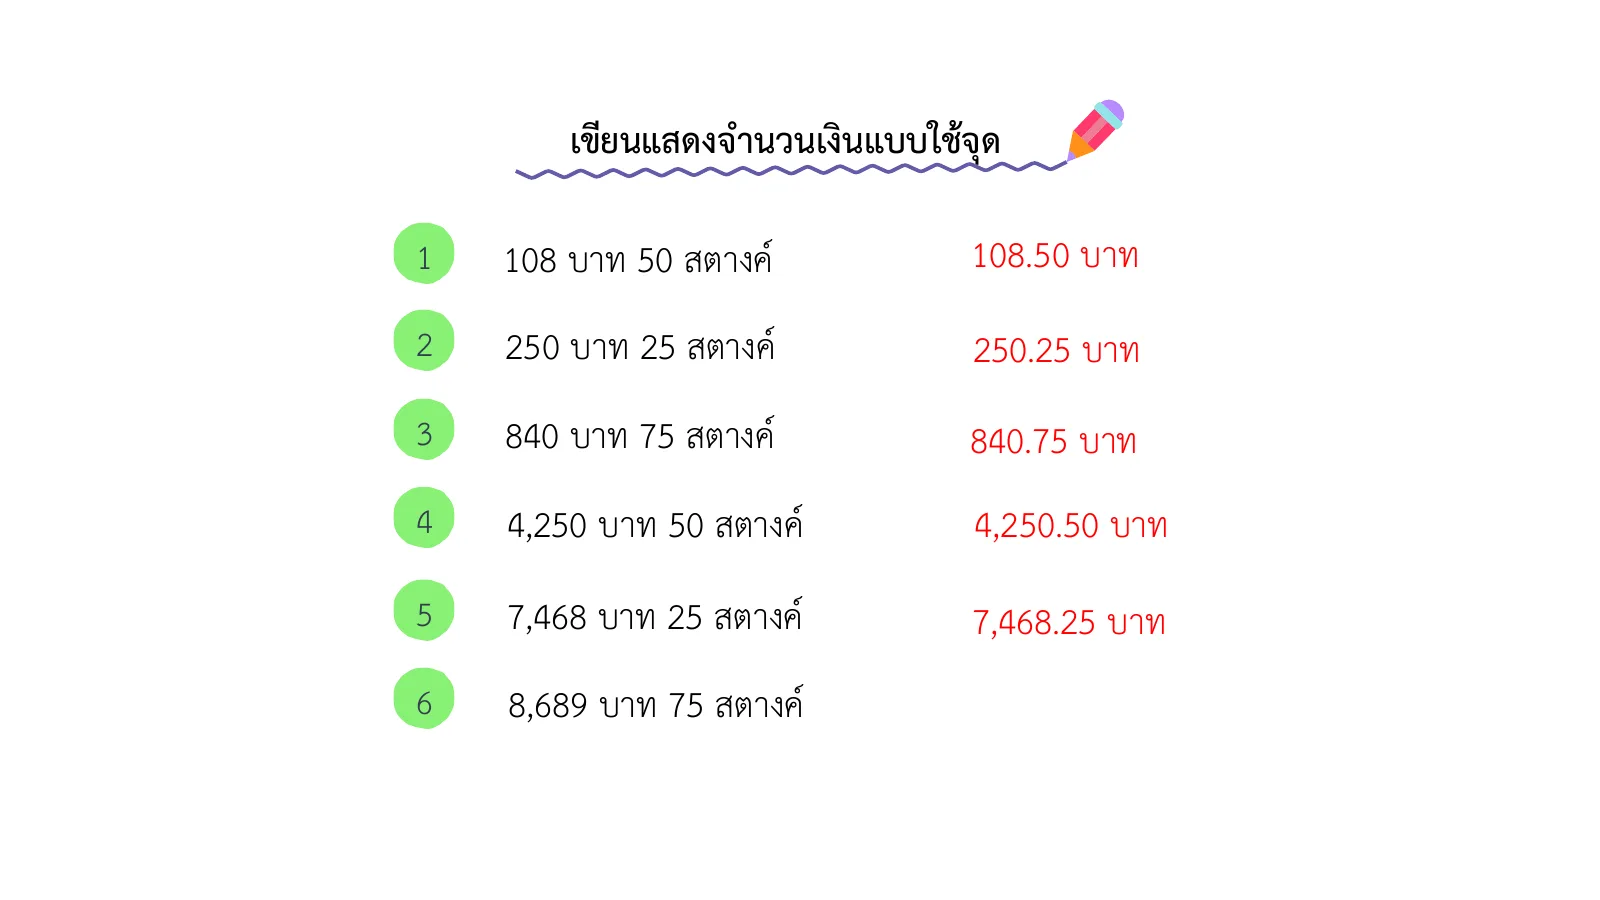 เขียนแสดงจำนวนเงินแบบใช้จุด
1 108 บาท 50 สตางค์ 108.50 บาท
2 250 บาท 25 สตางค์ 250.25 บาท
3 840 บาท 75 สตางค์ 840.75 บาท
4 4,250 บาท 50 สตางค์ 4,250.50 บาท
5 7,468 บาท 25 สตางค์ 7,468.25 บาท
6 8,689 บาท 75 สตางค์